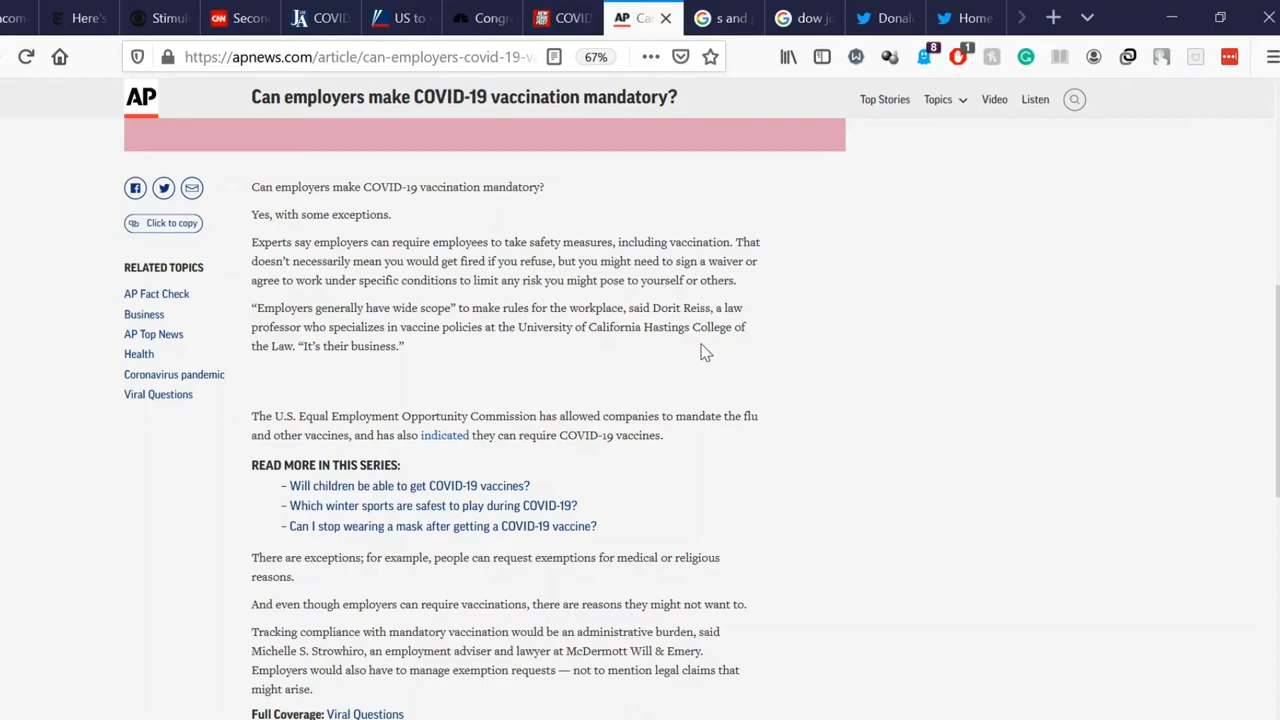 Here's
Stimul
Second
COVID
US to
Congr
COVID
AP
s and
dow jo
Donal
Home
https://apnews.com/article/can-employers-covid-19-v
67%
8
1
AP
Can employers make COVID-19 vaccination mandatory?
Top Stories
Topics
Video
Listen
Can employers make COVID-19 vaccination mandatory?
Yes, with some exceptions.
Experts say employers can require employees to take safety measures, including vaccination. That
doesn't necessarily mean you would get fired if you refuse, but you might need to sign a waiver or
agree to work under specific conditions to limit any risk you might pose to yourself or others.
“Employers generally have wide scope” to make rules for the workplace, said Dorit Reiss, a law
professor who specializes in vaccine policies at the University of California Hastings College of
the Law. “It's their business.”
Click to copy
RELATED TOPICS
AP Fact Check
Business
AP Top News
Health
Coronavirus pandemic
Viral Questions
The U.S. Equal Employment Opportunity Commission has allowed companies to mandate the flu
and other vaccines, and has also indicated they can require COVID-19 vaccines.
READ MORE IN THIS SERIES:
– Will children be able to get COVID-19 vaccines?
– Which winter sports are safest to play during COVID-19?
– Can I stop wearing a mask after getting a COVID-19 vaccine?
There are exceptions; for example, people can request exemptions for medical or religious
reasons.
And even though employers can require vaccinations, there are reasons they might not want to.
Tracking compliance with mandatory vaccination would be an administrative burden, said
Michelle S. Strowhiro, an employment adviser and lawyer at McDermott Will & Emery.
Employers would also have to manage exemption requests — not to mention legal claims that
might arise.
Full Coverage: Viral Questions